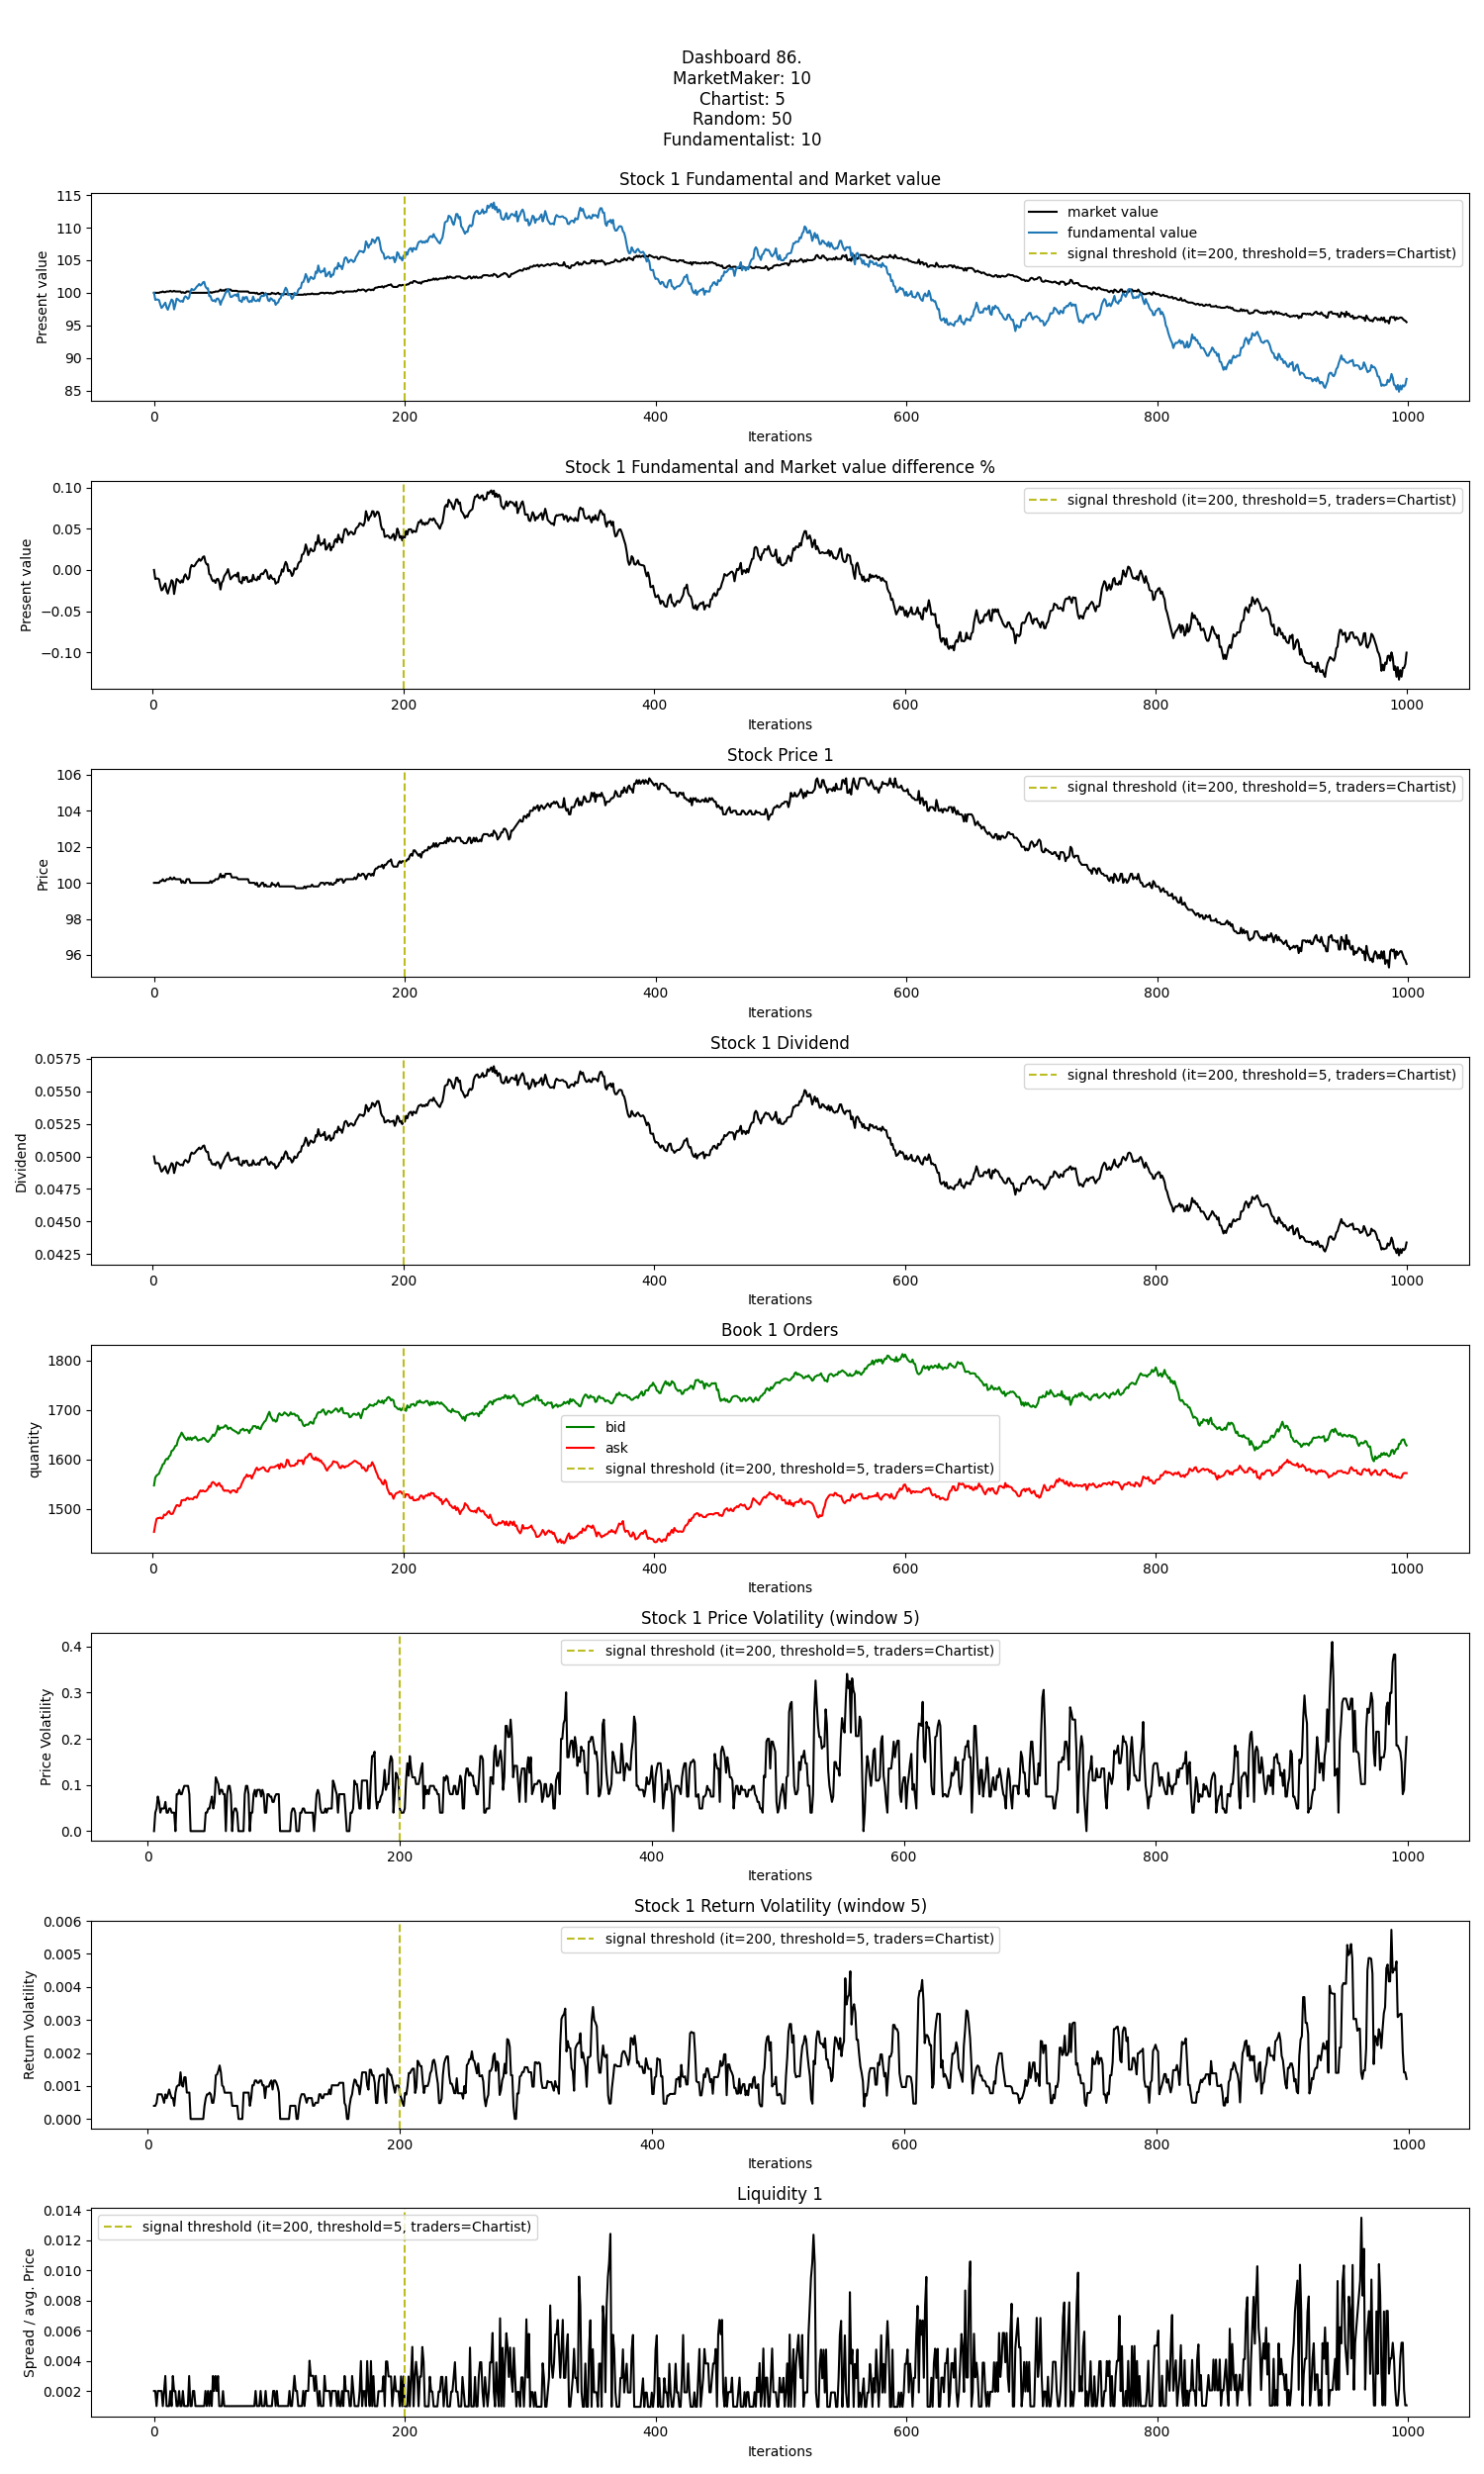 Dashboard 86.
MarketMaker: 10
Chartist: 5
Random: 50
Fundamentalist: 10
Stock 1 Fundamental and Market value
115
110
105
100
95
90
85
Present value
market value
fundamental value
signal threshold (it=200, threshold=5, traders=Chartist)
0 200 400 600 800 1000
Iterations
Stock 1 Fundamental and Market value difference %
0.10
0.05
0.00
−0.05
−0.10
Present value
signal threshold (it=200, threshold=5, traders=Chartist)
0 200 400 600 800 1000
Iterations
Stock Price 1
106
104
102
100
98
96
Price
signal threshold (it=200, threshold=5, traders=Chartist)
0 200 400 600 800 1000
Iterations
Stock 1 Dividend
0.0575
0.0550
0.0525
0.0500
0.0475
0.0450
0.0425
Dividend
signal threshold (it=200, threshold=5, traders=Chartist)
0 200 400 600 800 1000
Iterations
Book 1 Orders
1800
1700
1600
1500
quantity
bid
ask
signal threshold (it=200, threshold=5, traders=Chartist)
0 200 400 600 800 1000
Iterations
Stock 1 Price Volatility (window 5)
0.4
0.3
0.2
0.1
0.0
Price Volatility
signal threshold (it=200, threshold=5, traders=Chartist)
0 200 400 600 800 1000
Iterations
Stock 1 Return Volatility (window 5)
0.006
0.005
0.004
0.003
0.002
0.001
0.000
Return Volatility
signal threshold (it=200, threshold=5, traders=Chartist)
0 200 400 600 800 1000
Iterations
Liquidity 1
0.014
0.012
0.010
0.008
0.006
0.004
0.002
Spread / avg. Price
signal threshold (it=200, threshold=5, traders=Chartist)
0 200 400 600 800 1000
Iterations